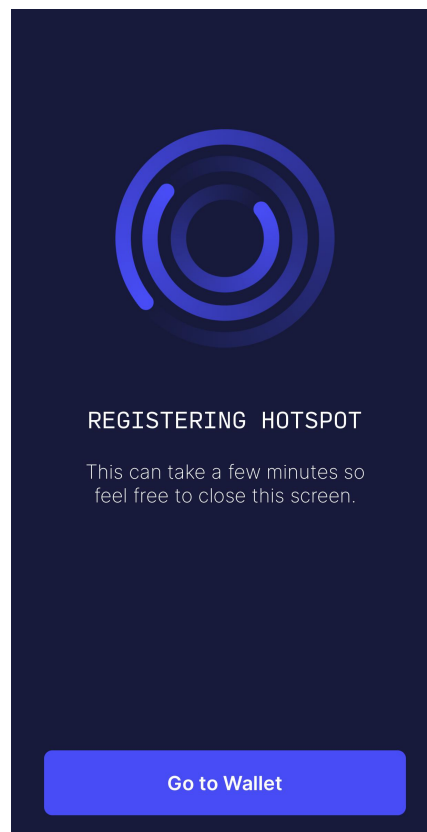 REGISTERING HOTSPOT
This can take a few minutes so
feel free to close this screen.
Go to Wallet